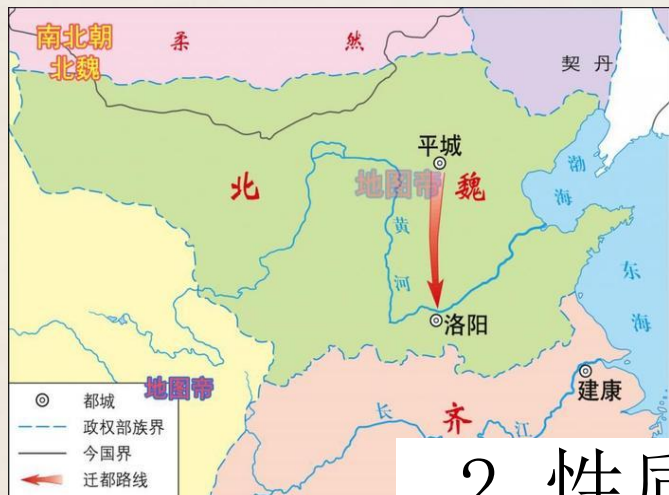 南北朝
北魏
柔然
契丹
平城
北魏
地图帝
渤海
黄河
洛阳
东海
建康
地图帝
齐
长江
都城
政权部族界
今国界
迁都路线
2 性质